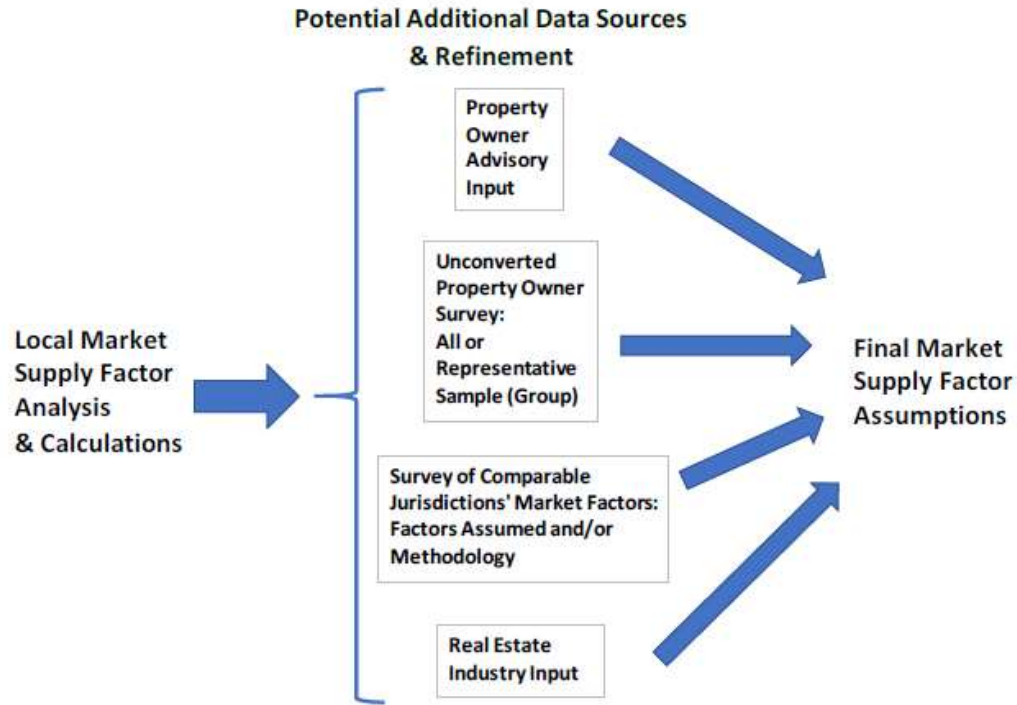 Potential Additional Data Sources
& Refinement
Property
Owner
Advisory
Input
Unconverted
Property Owner
Survey:
All or
Representative
Sample (Group)
Local Market
Supply Factor
Analysis
& Calculations
Final Market
Supply Factor
Assumptions
Survey of Comparable
Jurisdictions' Market Factors:
Factors Assumed and/or
Methodology
Real Estate
Industry Input